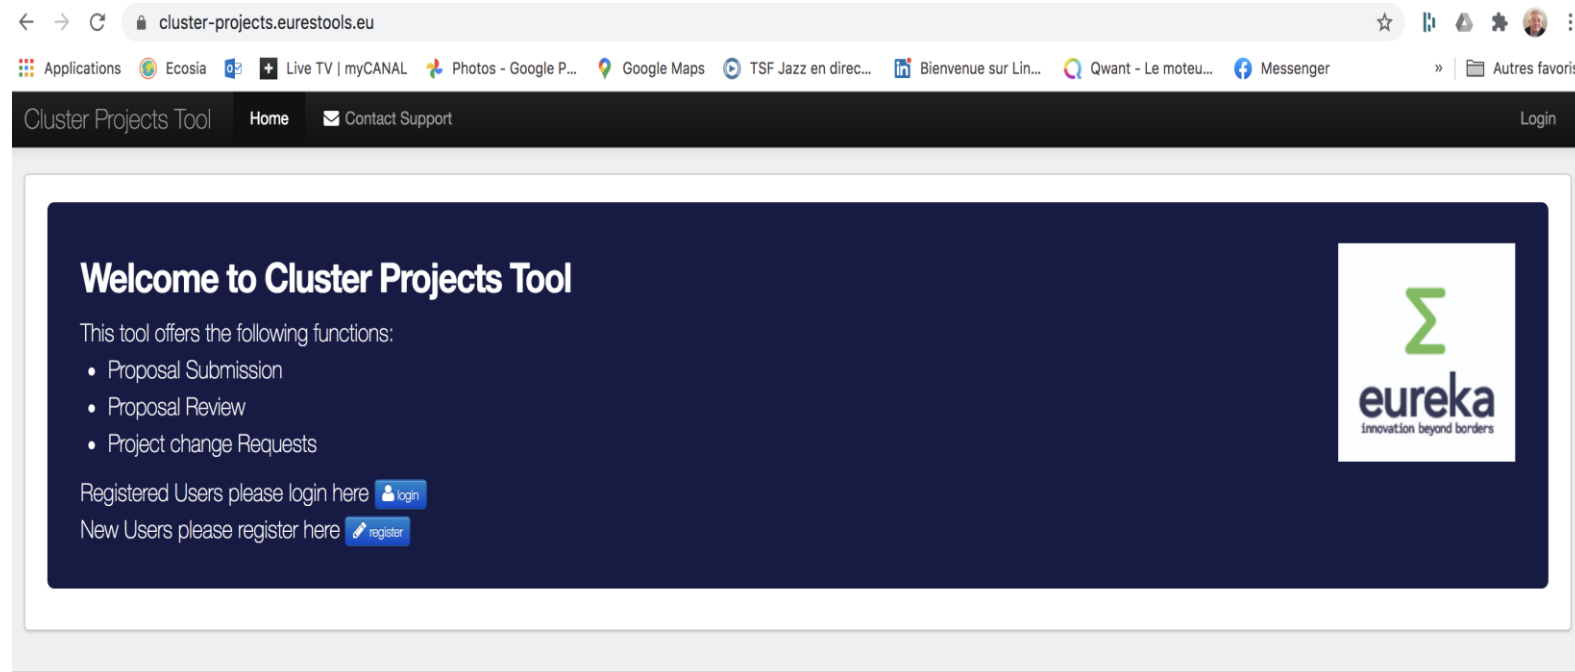 cluster-projects.eurestools.eu
Applications Ecosia Live TV | myCANAL Photos - Google P... Google Maps TSF Jazz en direc... Bienvenue sur Lin... Qwant - Le moteu... Messenger » Autres favoris
Cluster Projects Tool Home Contact Support Login
Welcome to Cluster Projects Tool
This tool offers the following functions:
• Proposal Submission
• Proposal Review
• Project change Requests
Registered Users please login here login
New Users please register here register
eureka
innovation beyond borders